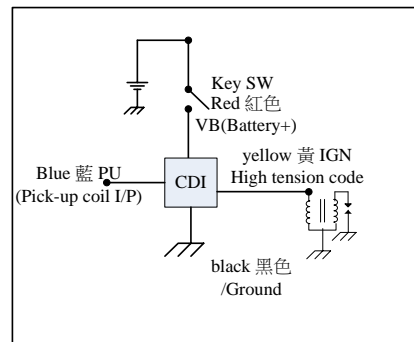 Key SW
Red 紅色
VB(Battery+)
Blue 藍 PU
(Pick-up coil I/P)
CDI
yellow 黃 IGN
High tension code
black 黑色
/Ground